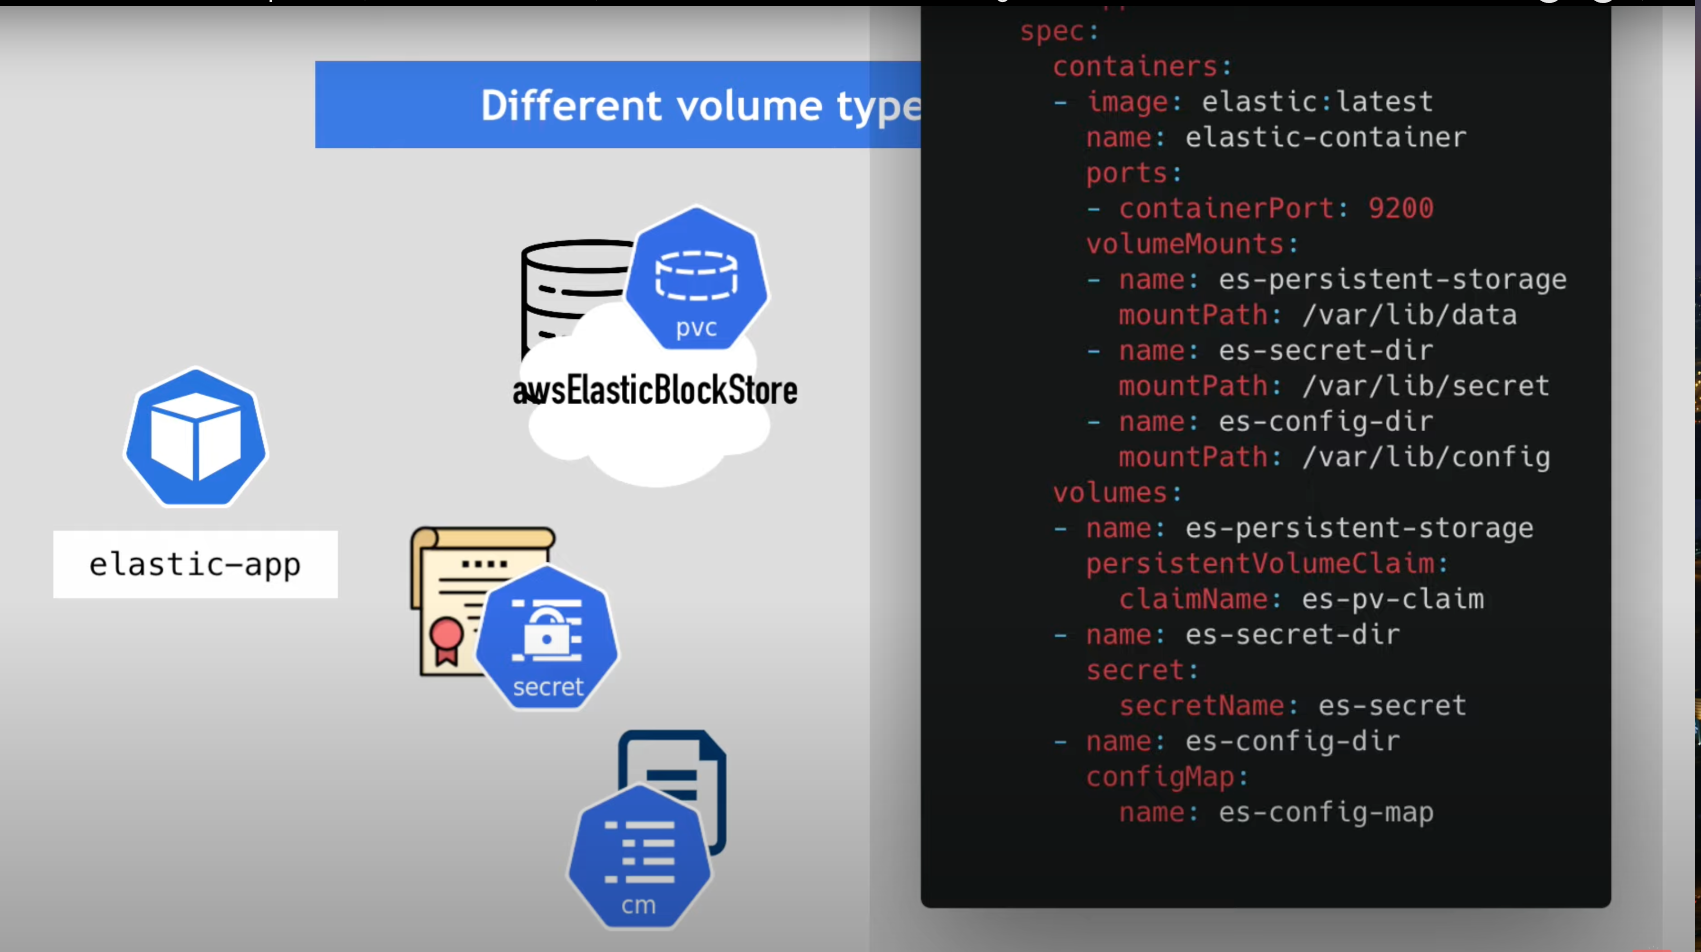 Different volume type
pvc
awsElasticBlockStore
elastic-app
secret
cm
spec:
containers:
- image: elastic:latest
name: elastic-container
ports:
- containerPort: 9200
volumeMounts:
- name: es-persistent-storage
mountPath: /var/lib/data
- name: es-secret-dir
mountPath: /var/lib/secret
- name: es-config-dir
mountPath: /var/lib/config
volumes:
- name: es-persistent-storage
persistentVolumeClaim:
claimName: es-pv-claim
- name: es-secret-dir
secret:
secretName: es-secret
- name: es-config-dir
configMap:
name: es-config-map